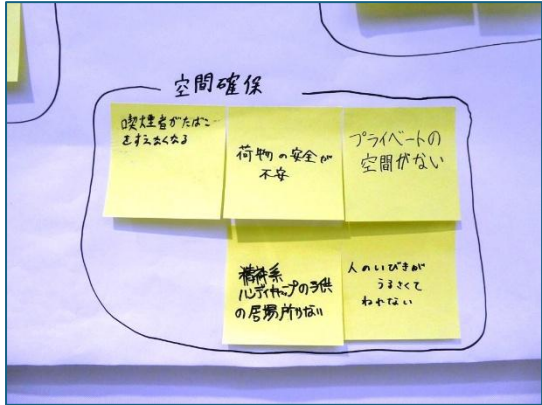 空間確保
喫煙者がたばこ
をすえなくなる
荷物の安全が
不安
プライベートの
空間がない
精神系
ハンディキャップの子供
の居場所がない
人のいびきが
うるさくて
ねれない